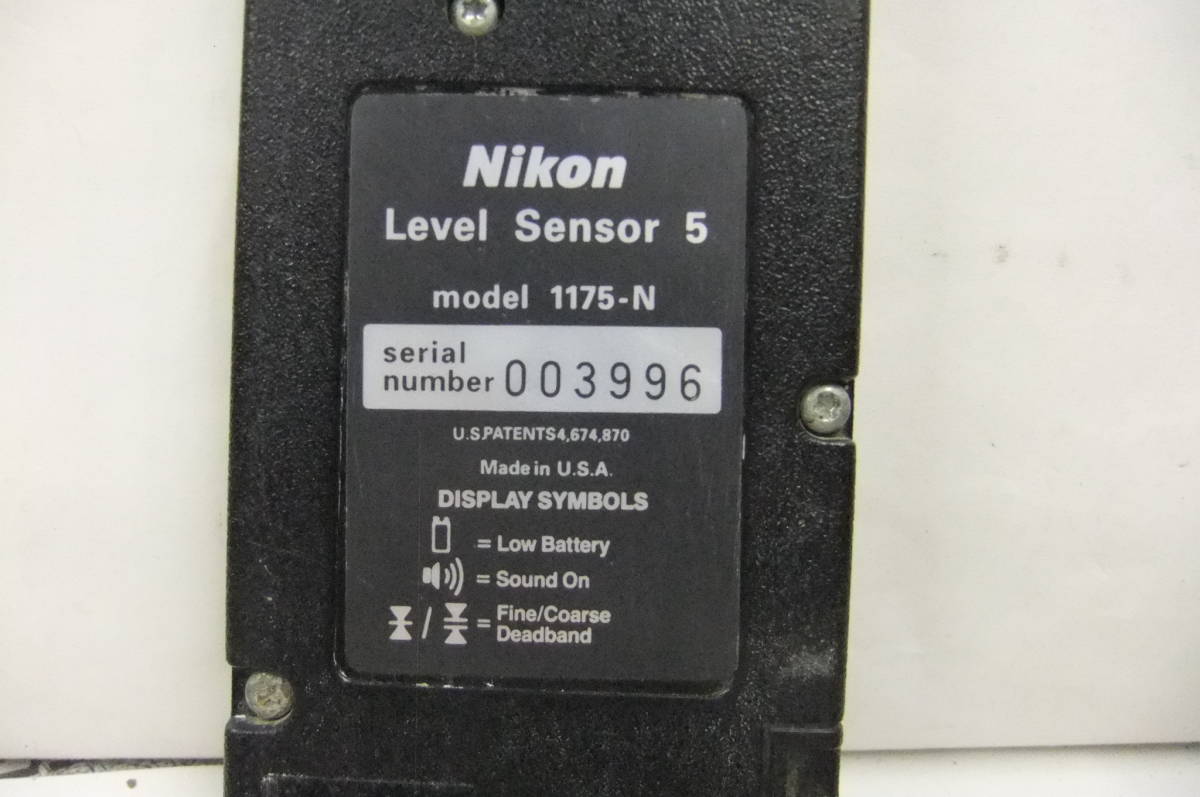 Nikon
Level Sensor 5
model 1175-N
serial
number 003996
U.S.PATENTS4,674,870
Made in U.S.A.
DISPLAY SYMBOLS
= Low Battery
= Sound On
/ = Fine/Coarse
Deadband